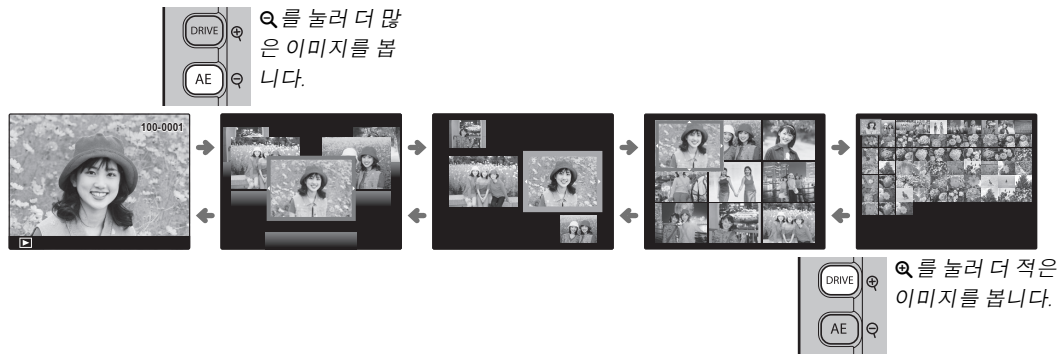 DRIVE
AE
를 눌러 더 많
은 이미지를 봅
니다.
100-0001
DRIVE
AE
를 눌러 더 적은
이미지를 봅니다.